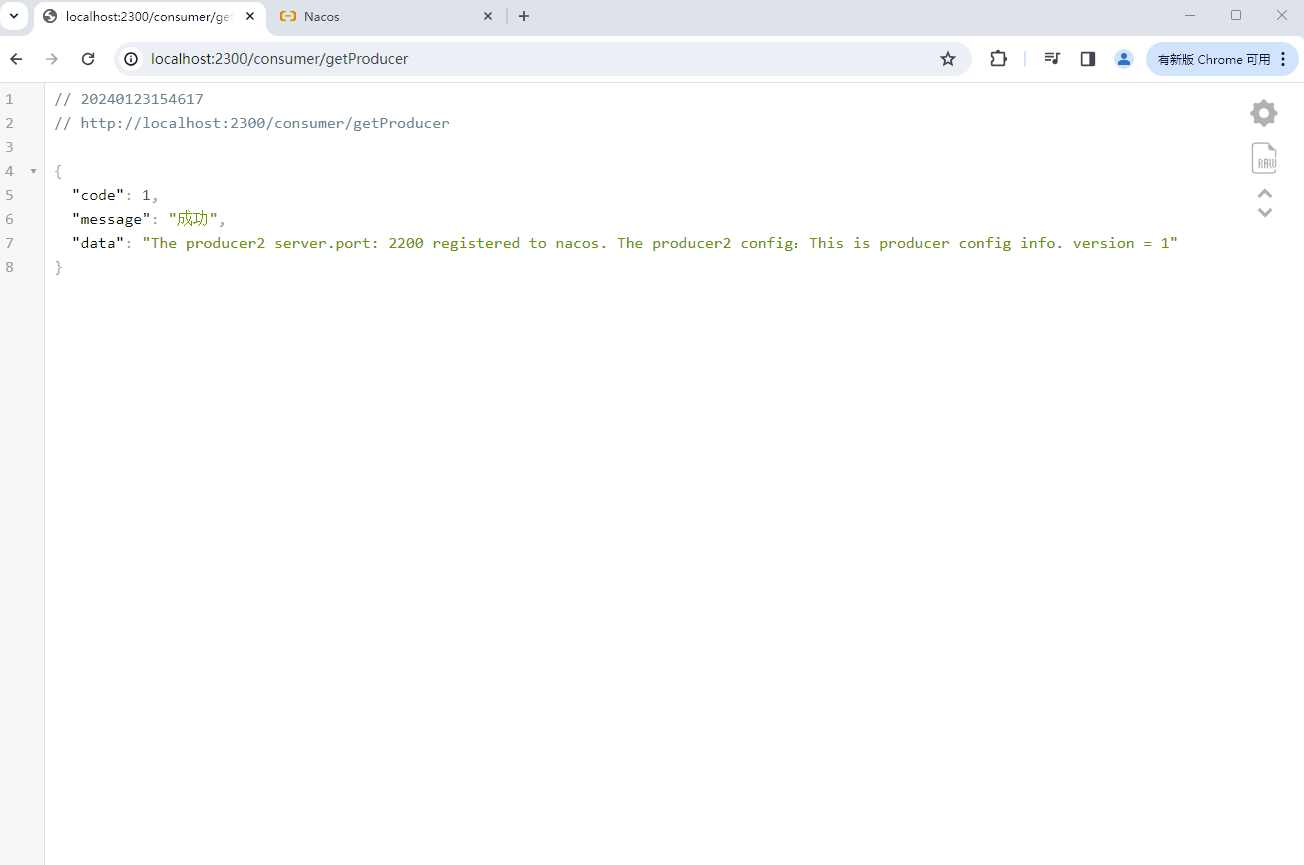 localhost:2300/consumer/get
Nacos
localhost:2300/consumer/getProducer
有新版 Chrome 可用
1 // 20240123154617
2 // http://localhost:2300/consumer/getProducer
3
4 {
5 "code": 1,
6 "message": "成功",
7 "data": "The producer2 server.port: 2200 registered to nacos. The producer2 config：This is producer config info. version = 1"
8 }
RAW